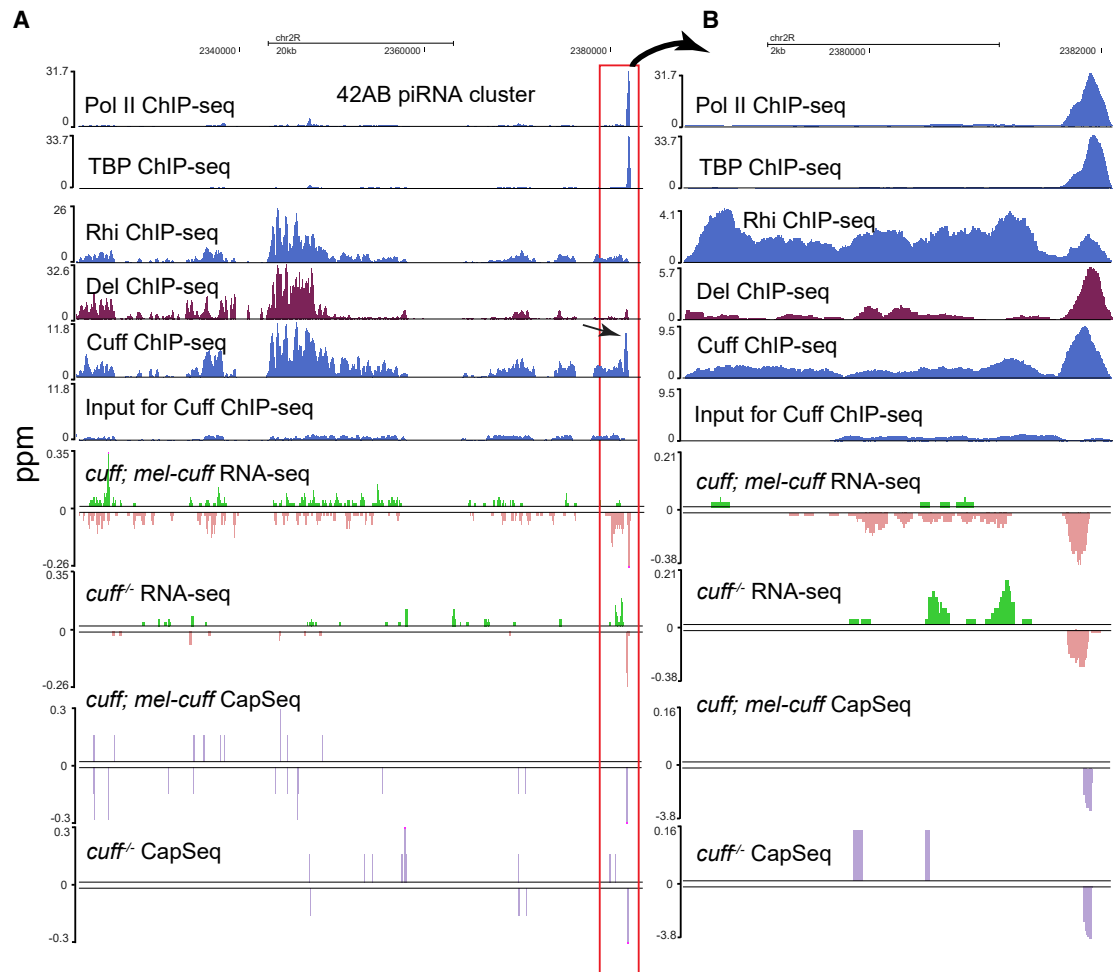 A
B
chr2R
2340000
20kb
2360000
2380000
chr2R
2kb
2380000
2382000
ppm
31.7
Pol II ChIP-seq
42AB piRNA cluster
0
33.7
TBP ChIP-seq
0
26
Rhi ChIP-seq
0
32.6
Del ChIP-seq
0
11.8
Cuff ChIP-seq
0
11.8
Input for Cuff ChIP-seq
0
0.35
cuff; mel-cuff RNA-seq
0
-0.26
0.35
cuff-/- RNA-seq
0
-0.26
cuff; mel-cuff CapSeq
0.3
0
-0.3
0.3
cuff-/- CapSeq
0
-0.3
31.7
Pol II ChIP-seq
0
33.7
TBP ChIP-seq
0
4.1
Rhi ChIP-seq
0
5.7
Del ChIP-seq
0
9.5
Cuff ChIP-seq
0
9.5
Input for Cuff ChIP-seq
0
0.21
cuff; mel-cuff RNA-seq
0
-0.38
0.21
cuff-/- RNA-seq
0
-0.38
cuff; mel-cuff CapSeq
0.16
0
-3.8
0.16
cuff-/- CapSeq
0
-3.8